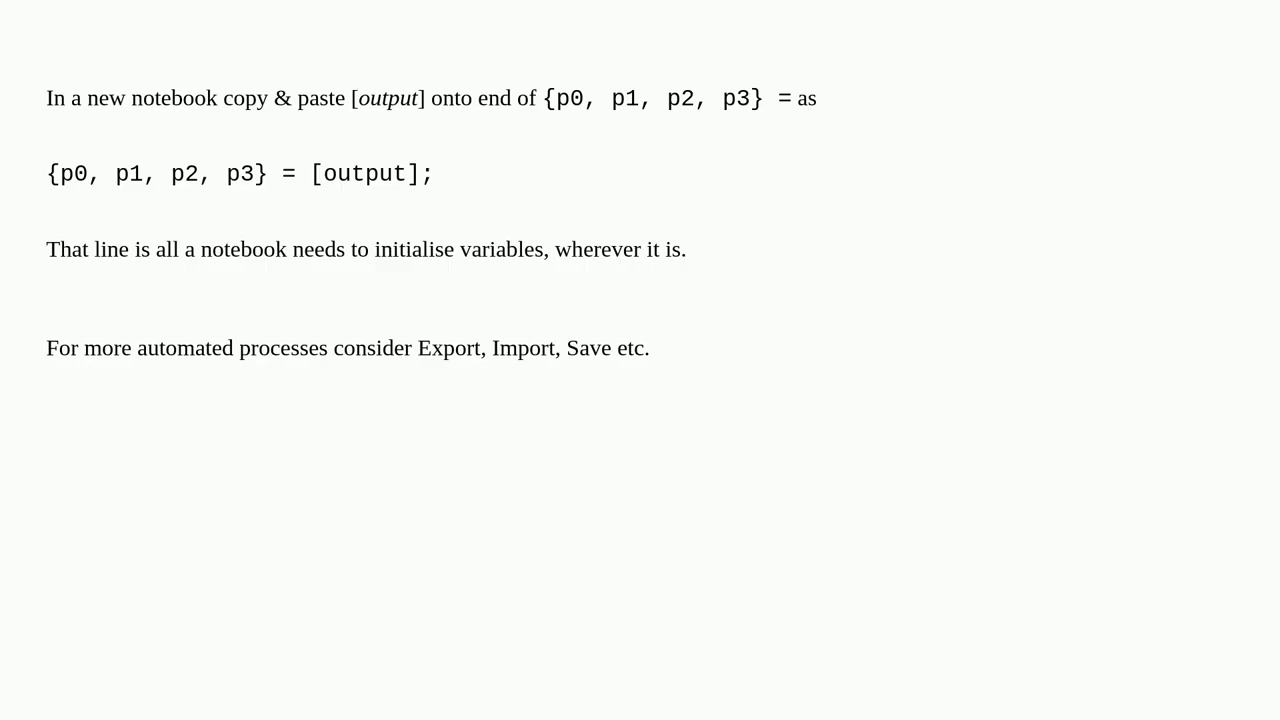 In a new notebook copy & paste [output] onto end of {p0, p1, p2, p3} = as
{p0, p1, p2, p3} = [output];
That line is all a notebook needs to initialise variables, wherever it is.
For more automated processes consider Export, Import, Save etc.